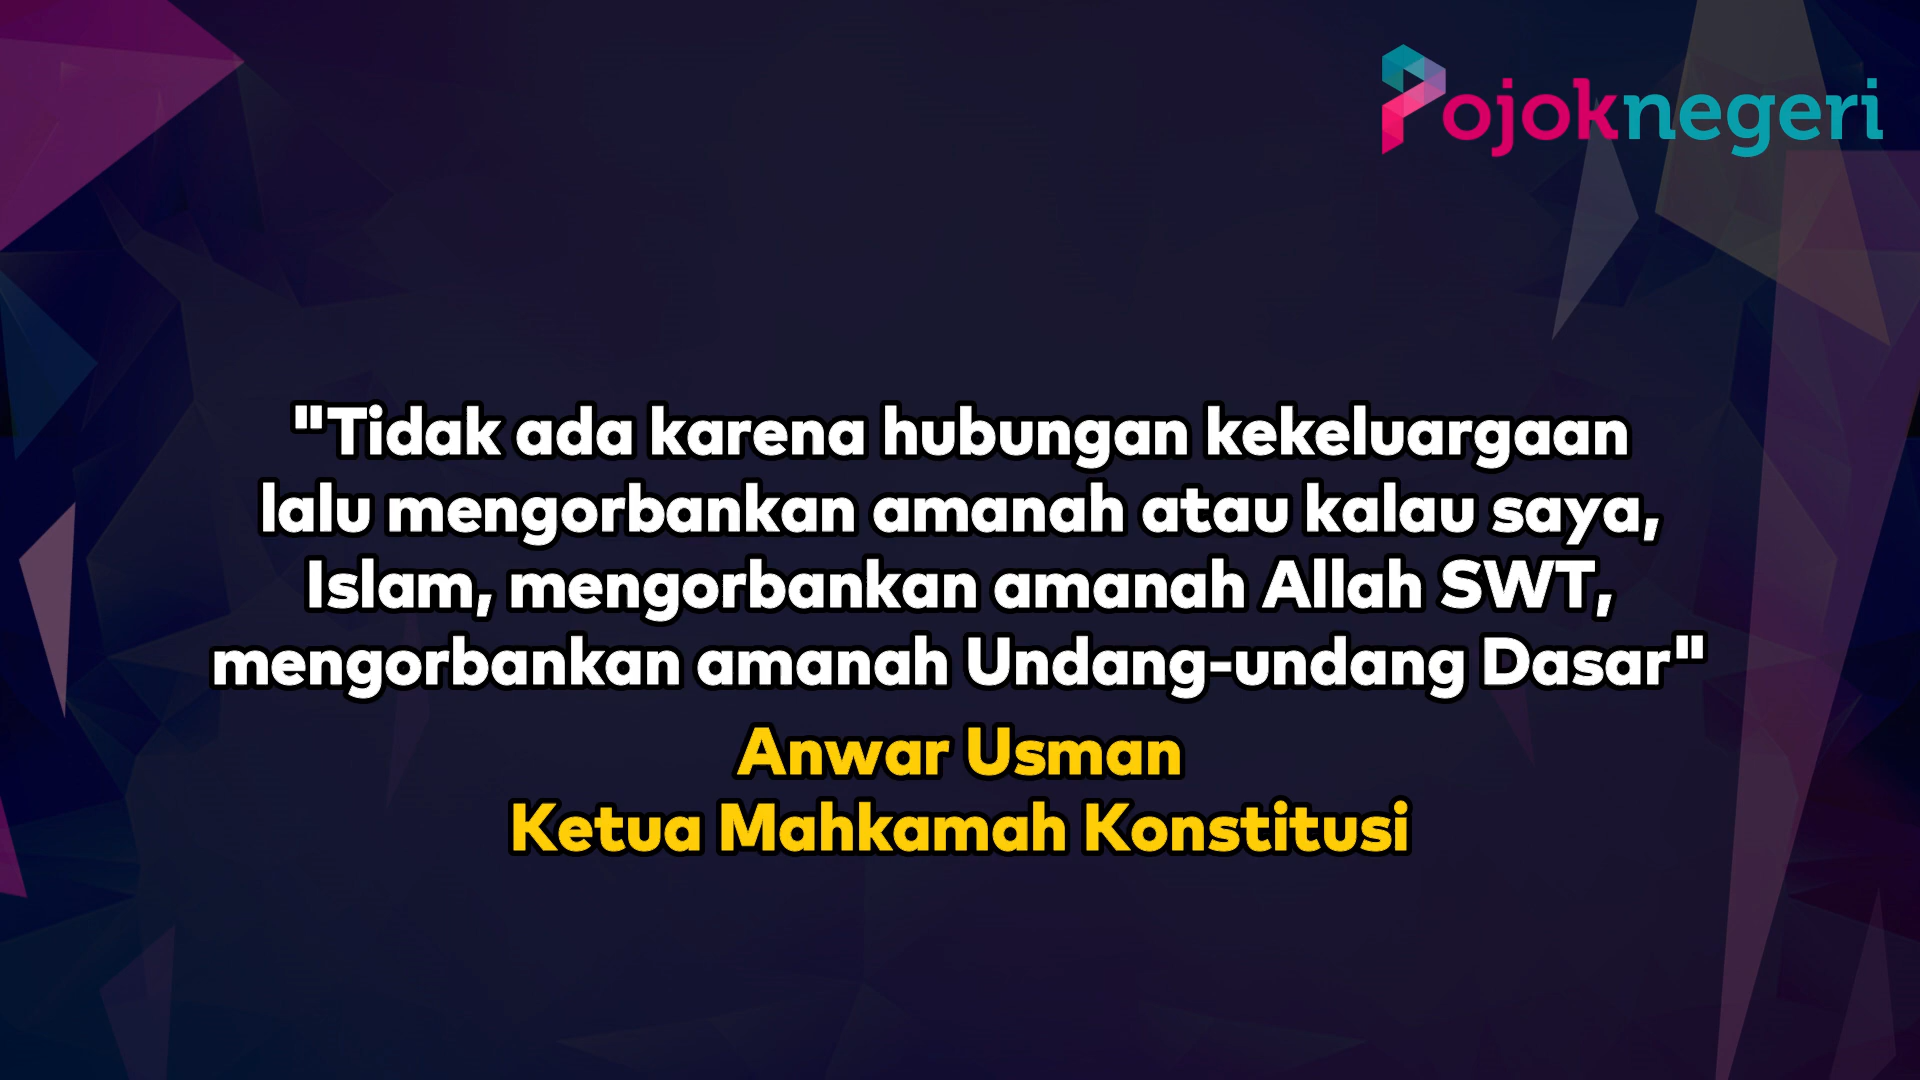 Pojoknegeri
"Tidak ada karena hubungan kekeluargaan
lalu mengorbankan amanah atau kalau saya,
Islam, mengorbankan amanah Allah SWT,
mengorbankan amanah Undang-undang Dasar"
Anwar Usman
Ketua Mahkamah Konstitusi